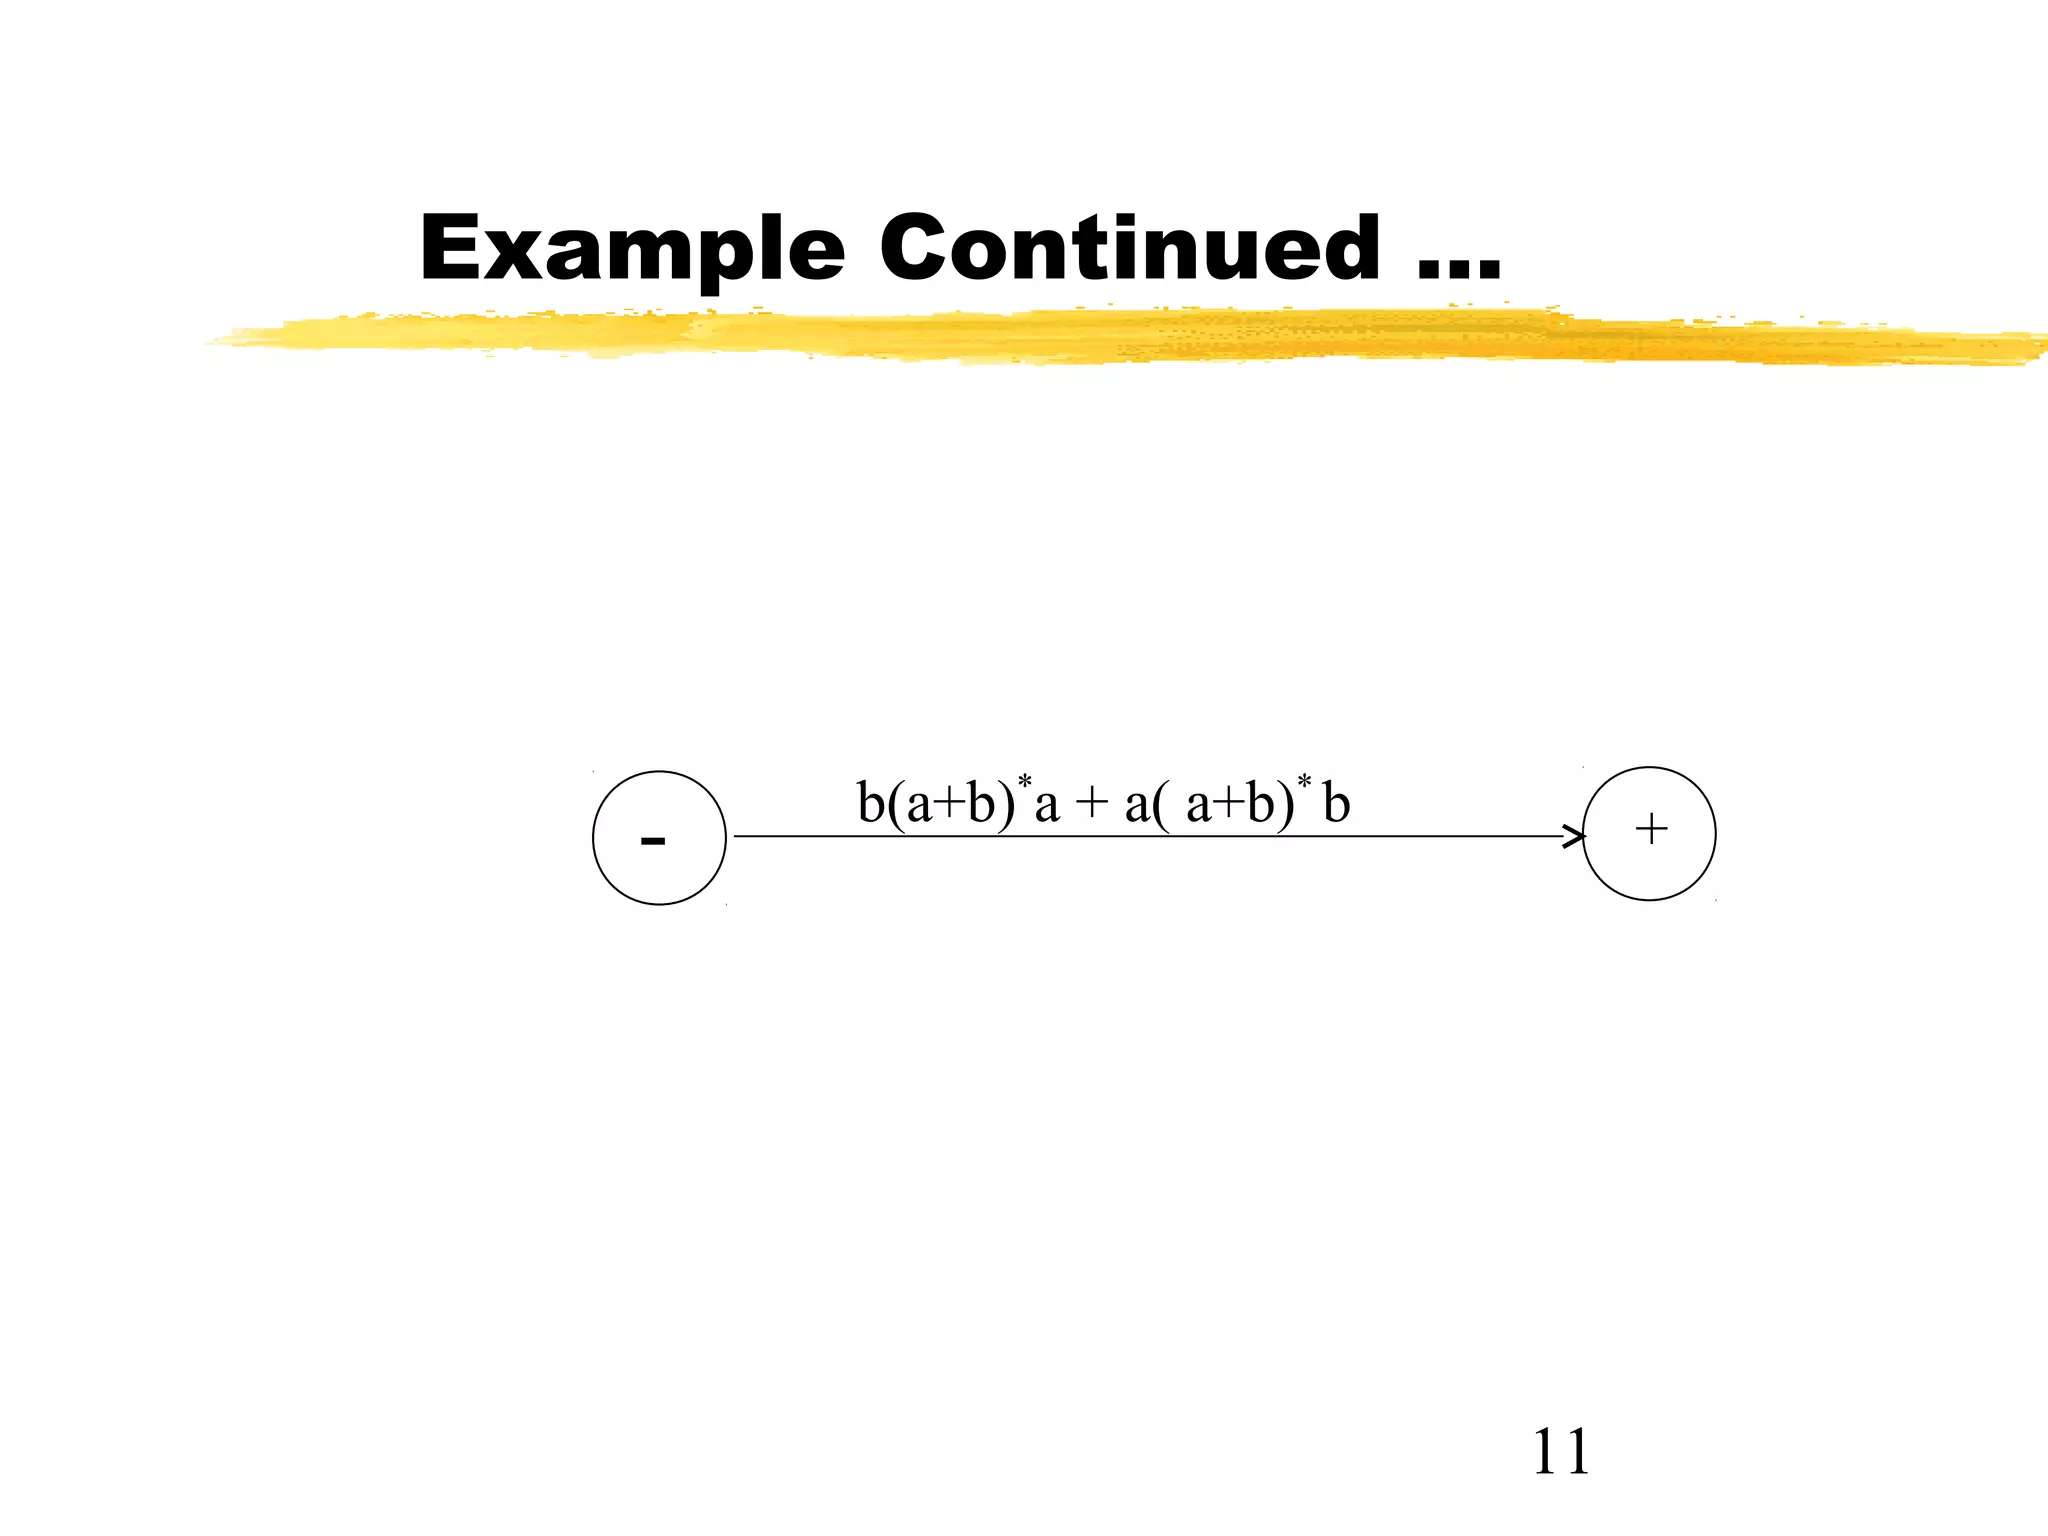 Example Continued ...
b(a+b)*a + a( a+b)* b
- +
11